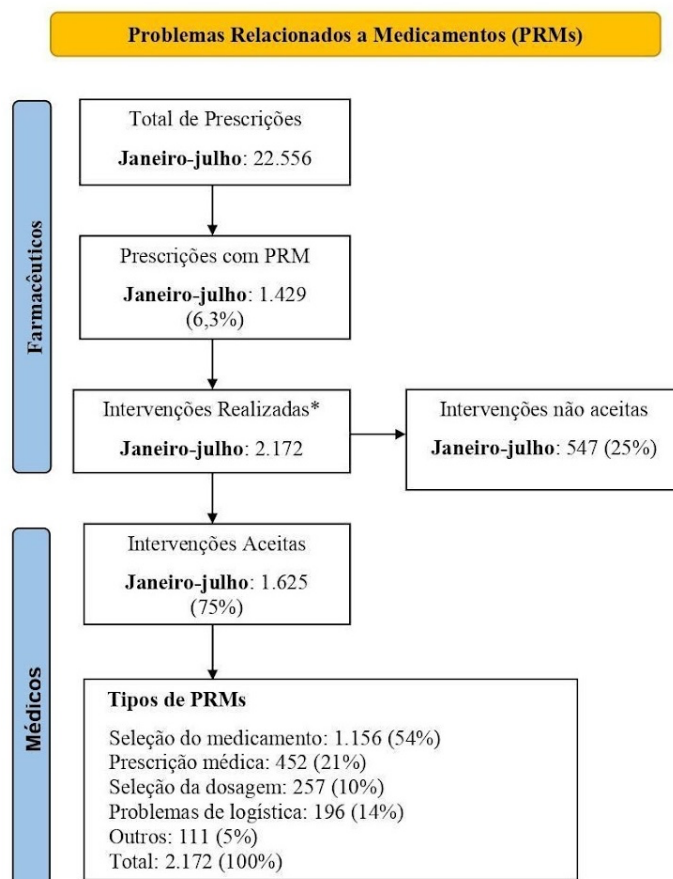 Problemas Relacionados a Medicamentos (PRMs)
Farmacêuticos
Total de Prescrições
Janeiro-julho: 22.556
Prescrições com PRM
Janeiro-julho: 1.429
(6,3%)
Intervenções Realizadas*
Janeiro-julho: 2.172
Intervenções não aceitas
Janeiro-julho: 547 (25%)
Médicos
Intervenções Aceitas
Janeiro-julho: 1.625
(75%)
Tipos de PRMs
Seleção do medicamento: 1.156 (54%)
Prescrição médica: 452 (21%)
Seleção da dosagem: 257 (10%)
Problemas de logística: 196 (14%)
Outros: 111 (5%)
Total: 2.172 (100%)